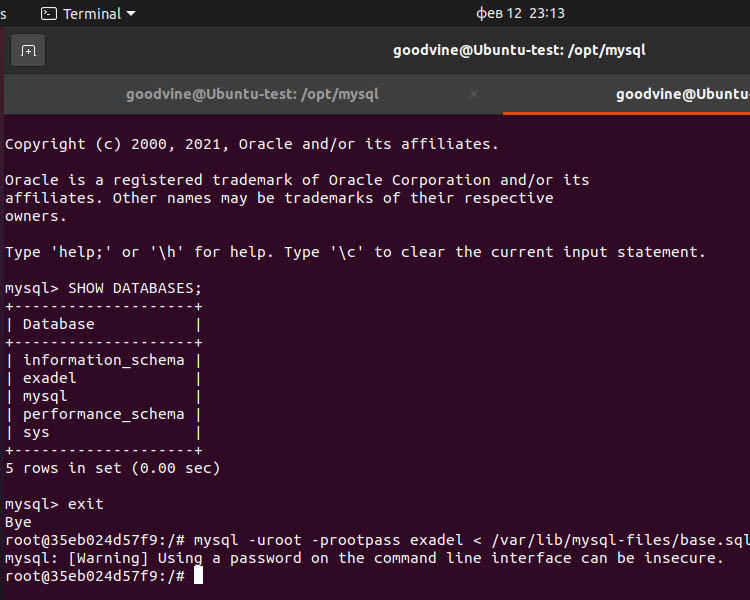 s Terminal фев 12 23:13
goodvine@Ubuntu-test: /opt/mysql
goodvine@Ubuntu-test: /opt/mysql × goodvine@Ubuntu-
Copyright (c) 2000, 2021, Oracle and/or its affiliates.
Oracle is a registered trademark of Oracle Corporation and/or its
affiliates. Other names may be trademarks of their respective
owners.
Type 'help;' or '\h' for help. Type '\c' to clear the current input statement.
mysql> SHOW DATABASES;
+--------------------+
| Database           |
+--------------------+
| information_schema |
| exadel             |
| mysql              |
| performance_schema |
| sys                |
+--------------------+
5 rows in set (0.00 sec)
mysql> exit
Bye
root@35eb024d57f9:/# mysql -uroot -prootpass exadel < /var/lib/mysql-files/base.sql
mysql: [Warning] Using a password on the command line interface can be insecure.
root@35eb024d57f9:/#